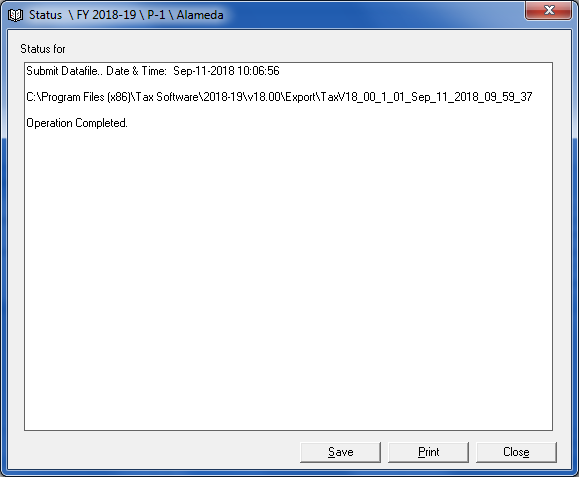 Status \ FY 2018-19 \ P-1 \ Alameda
Status for
Submit Datafile.. Date & Time: Sep-11-2018 10:06:56
C:\Program Files (x86)\Tax Software\2018-19\v18.00\Export\TaxV18_00_1_01_Sep_11_2018_09_59_37
Operation Completed.
Save Print Close